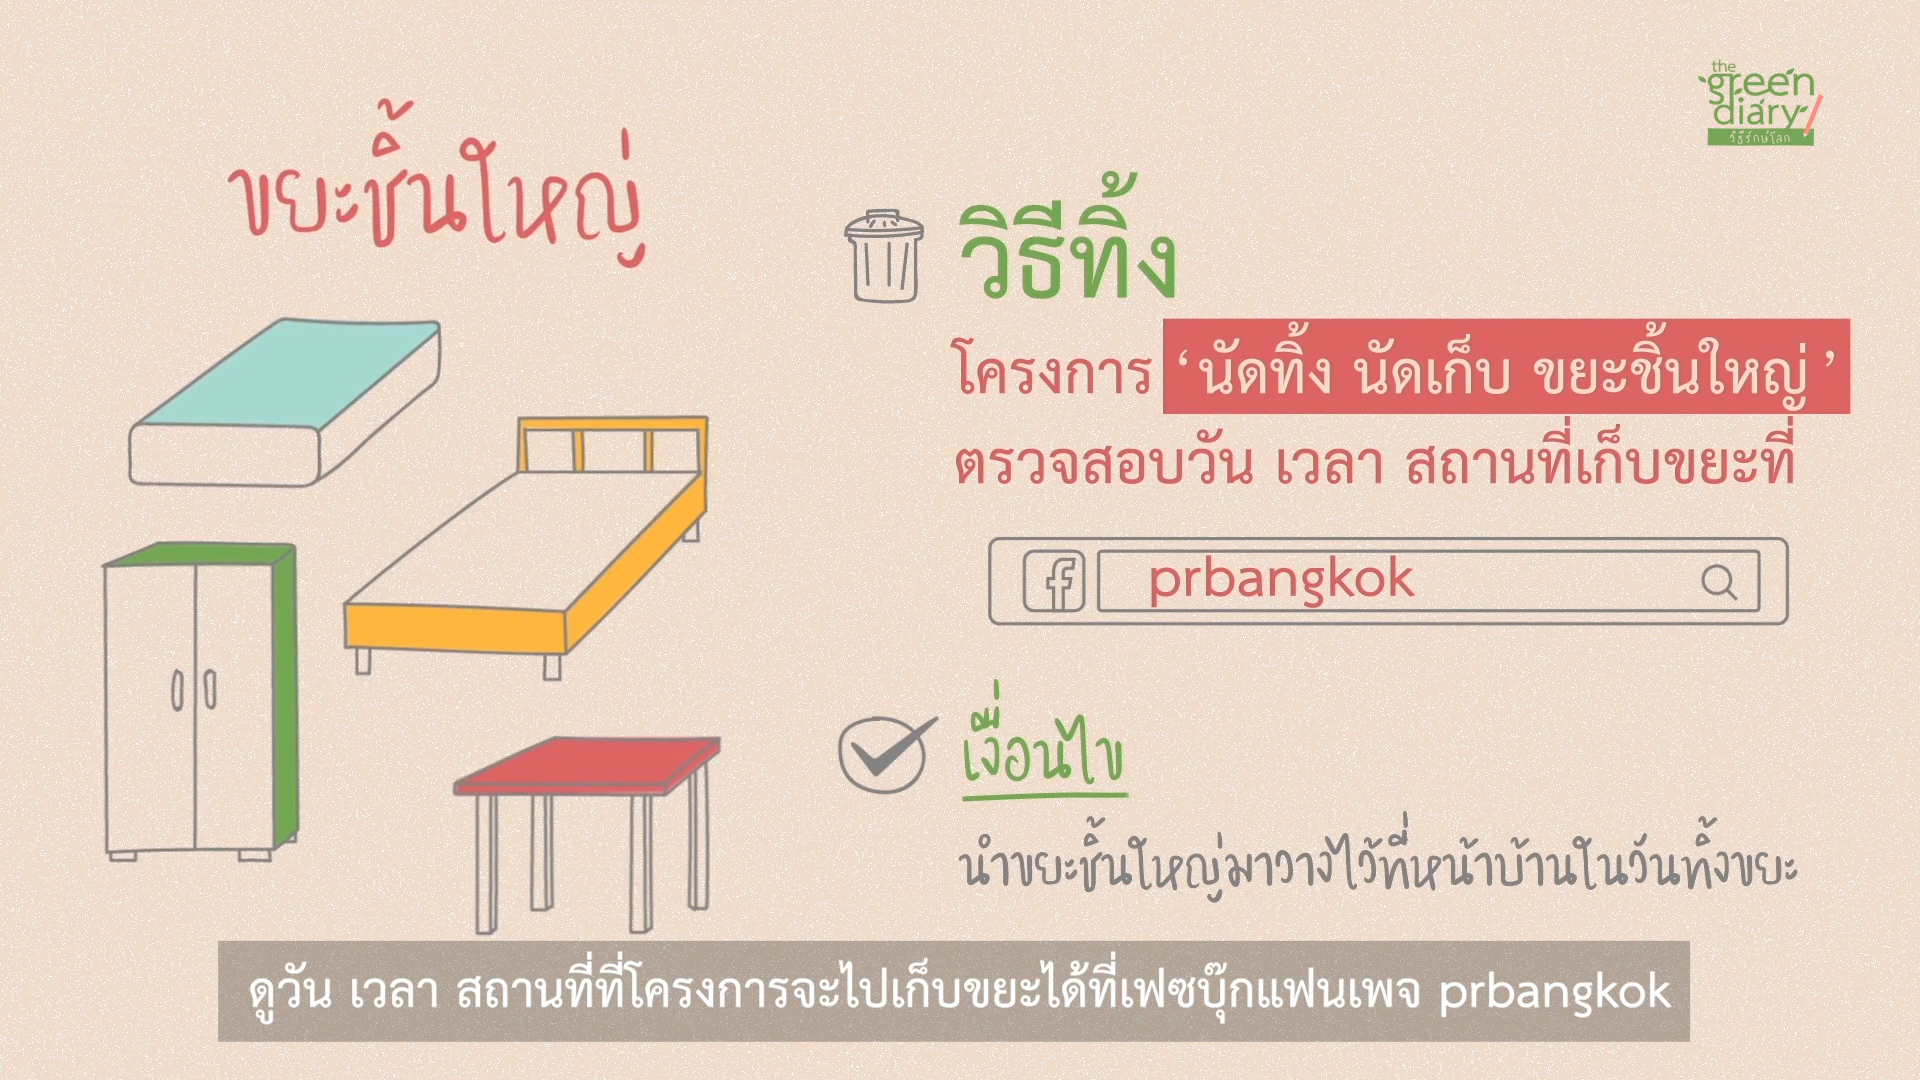 the
green
diary
วิธีรักษ์โลก
ขยะชิ้นใหญ่
วิธีทิ้ง
โครงการ ‘นัดทิ้ง นัดเก็บ ขยะชิ้นใหญ่’
ตรวจสอบวัน เวลา สถานที่เก็บขยะที่
prbangkok
เงื่อนไข
นำขยะชิ้นใหญ่มาวางไว้ที่หน้าบ้านในวันทิ้งขยะ
ดูวัน เวลา สถานที่ที่โครงการจะไปเก็บขยะได้ที่เฟซบุ๊กแฟนเพจ prbangkok